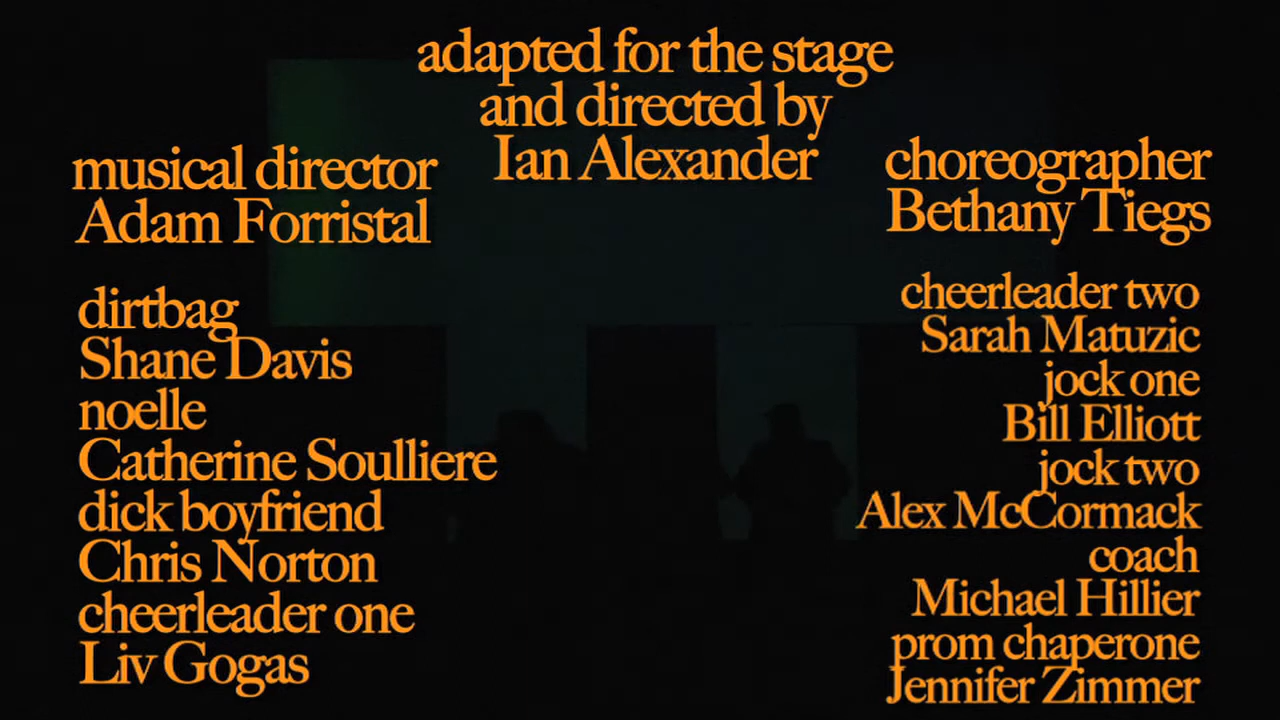 adapted for the stage
and directed by
Ian Alexander
musical director
Adam Forristal
choreographer
Bethany Tiegs
dirtbag
Shane Davis
noelle
Catherine Soulliere
dick boyfriend
Chris Norton
cheerleader one
Liv Gogas
cheerleader two
Sarah Matuzic
jock one
Bill Elliott
jock two
Alex McCormack
coach
Michael Hillier
prom chaperone
Jennifer Zimmer